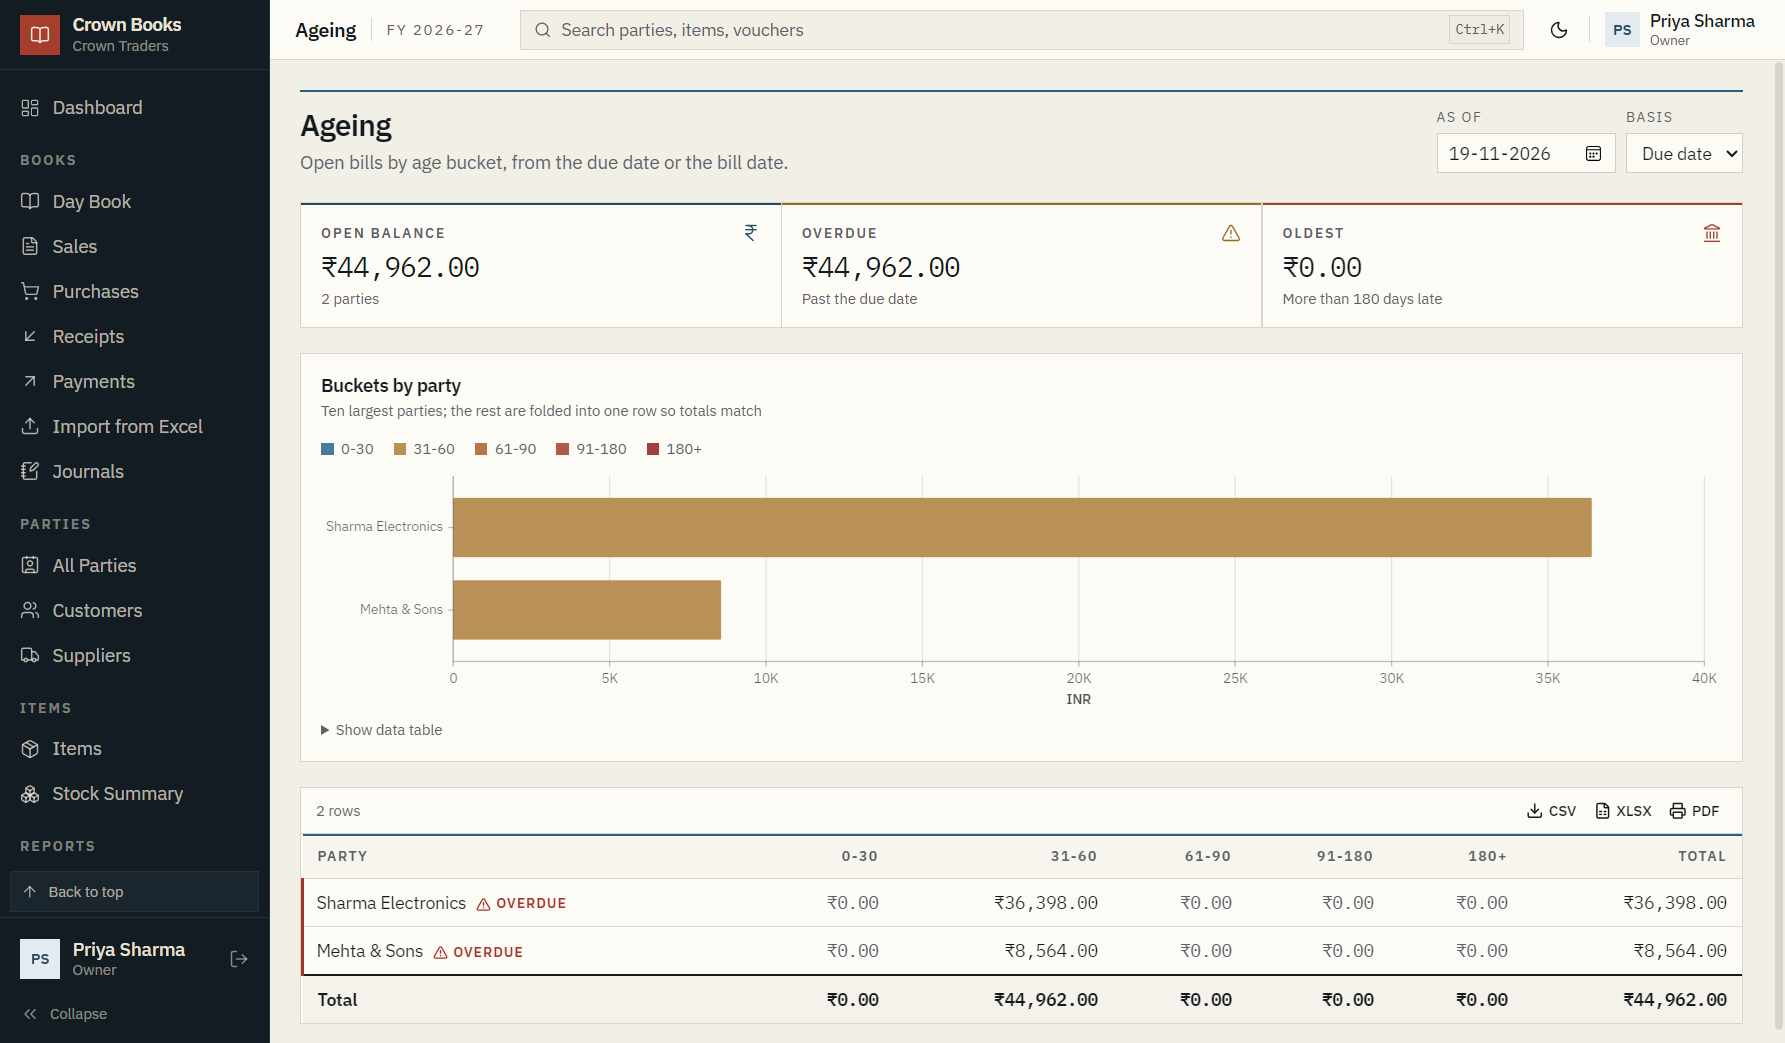 Crown Books
Crown Traders
Ageing
FY 2026-27
Search parties, items, vouchers
Ctrl+K
PS
Priya Sharma
Owner
Dashboard
BOOKS
Day Book
Sales
Purchases
Receipts
Payments
Import from Excel
Journals
PARTIES
All Parties
Customers
Suppliers
ITEMS
Items
Stock Summary
REPORTS
Back to top
PS
Priya Sharma
Owner
Collapse
Ageing
Open bills by age bucket, from the due date or the bill date.
AS OF
19-11-2026
BASIS
Due date
OPEN BALANCE
₹
₹44,962.00
2 parties
OVERDUE
₹44,962.00
Past the due date
OLDEST
₹0.00
More than 180 days late
Buckets by party
Ten largest parties; the rest are folded into one row so totals match
0-30 31-60 61-90 91-180 180+
Sharma Electronics
Mehta & Sons
0 5K 10K 15K 20K 25K 30K 35K 40K
INR
Show data table
2 rows
CSV XLSX PDF
PARTY 0-30 31-60 61-90 91-180 180+ TOTAL
Sharma Electronics OVERDUE ₹0.00 ₹36,398.00 ₹0.00 ₹0.00 ₹0.00 ₹36,398.00
Mehta & Sons OVERDUE ₹0.00 ₹8,564.00 ₹0.00 ₹0.00 ₹0.00 ₹8,564.00
Total ₹0.00 ₹44,962.00 ₹0.00 ₹0.00 ₹0.00 ₹44,962.00